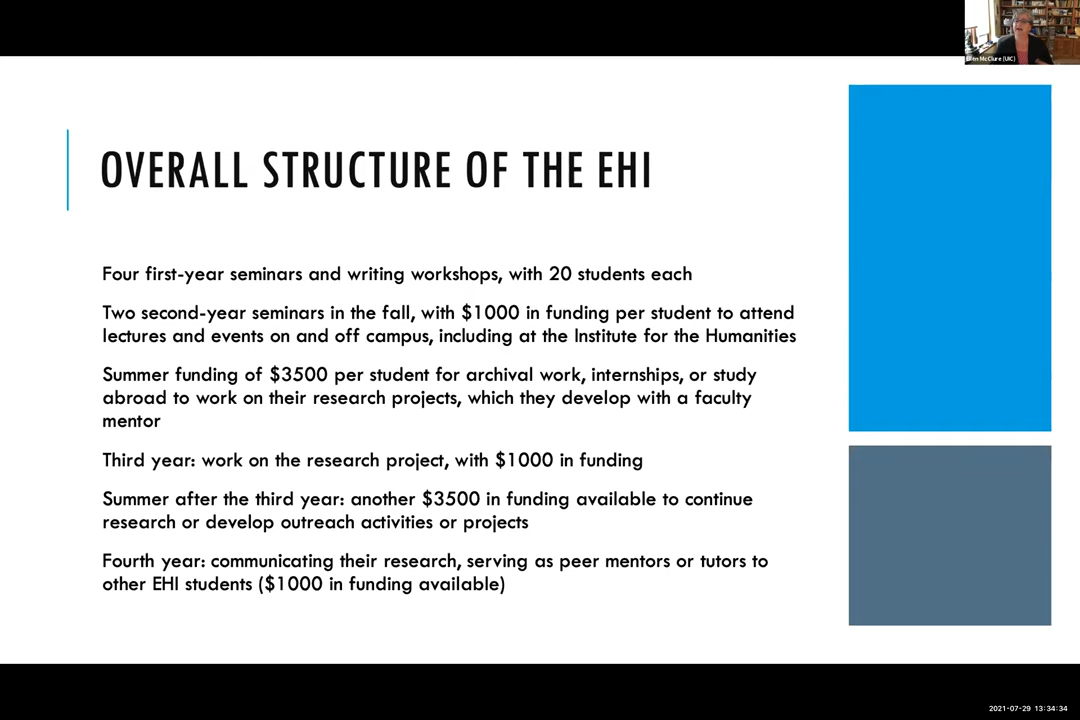 Ellen McClure (UIC)
OVERALL STRUCTURE OF THE EHI
Four first-year seminars and writing workshops, with 20 students each
Two second-year seminars in the fall, with $1000 in funding per student to attend
lectures and events on and off campus, including at the Institute for the Humanities
Summer funding of $3500 per student for archival work, internships, or study
abroad to work on their research projects, which they develop with a faculty
mentor
Third year: work on the research project, with $1000 in funding
Summer after the third year: another $3500 in funding available to continue
research or develop outreach activities or projects
Fourth year: communicating their research, serving as peer mentors or tutors to
other EHI students ($1000 in funding available)
2021-07-29 13:34:34